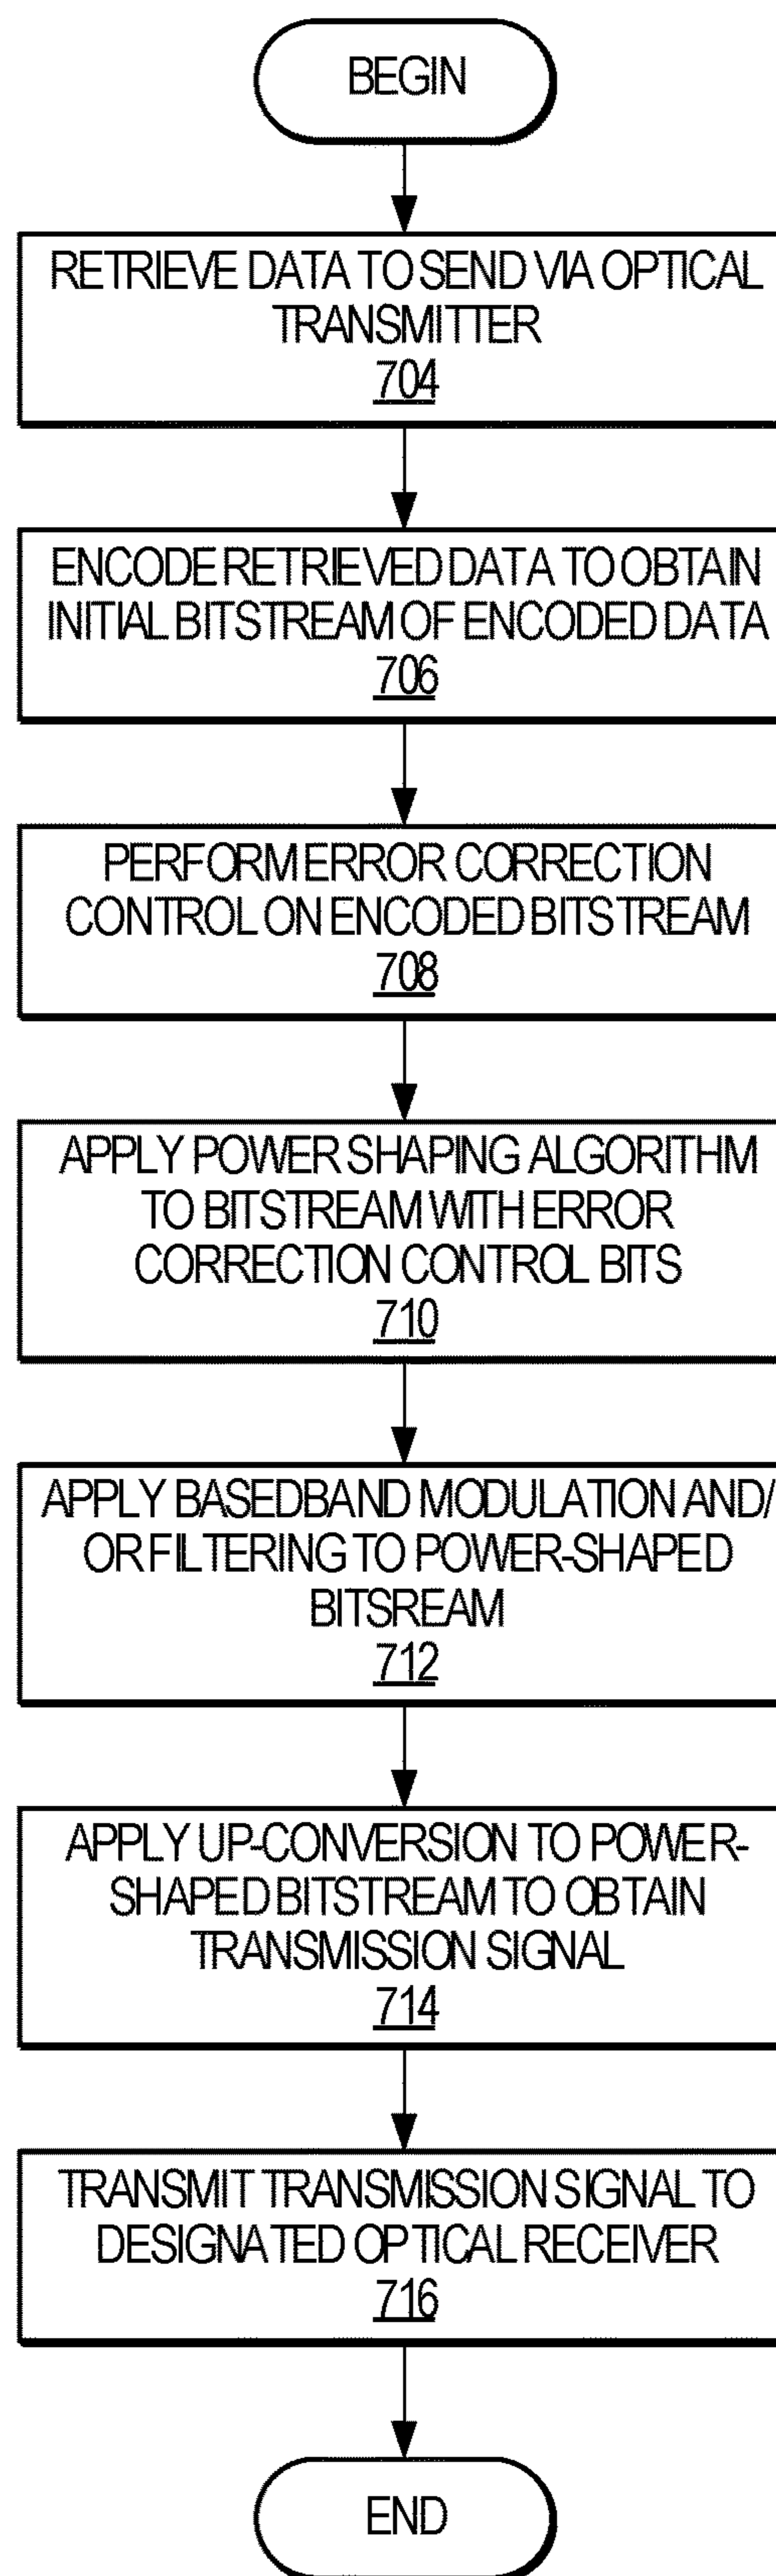 BEGIN
RETRIEVE DATA TO SEND VIA OPTICAL
TRANSMITTER
704
ENCODE RETRIEVED DATA TO OBTAIN
INITIAL BITSTREAM OF ENCODED DATA
706
PERFORM ERROR CORRECTION
CONTROL ON ENCODED BITSTREAM
708
APPLY POWER SHAPING ALGORITHM
TO BITSTREAM WITH ERROR
CORRECTION CONTROL BITS
710
APPLY BASEDBAND MODULATION AND/
OR FILTERING TO POWER-SHAPED
BITSREAM
712
APPLY UP-CONVERSION TO POWER-
SHAPED BITSTREAM TO OBTAIN
TRANSMISSION SIGNAL
714
TRANSMIT TRANSMISSION SIGNAL TO
DESIGNATED OPTICAL RECEIVER
716
END